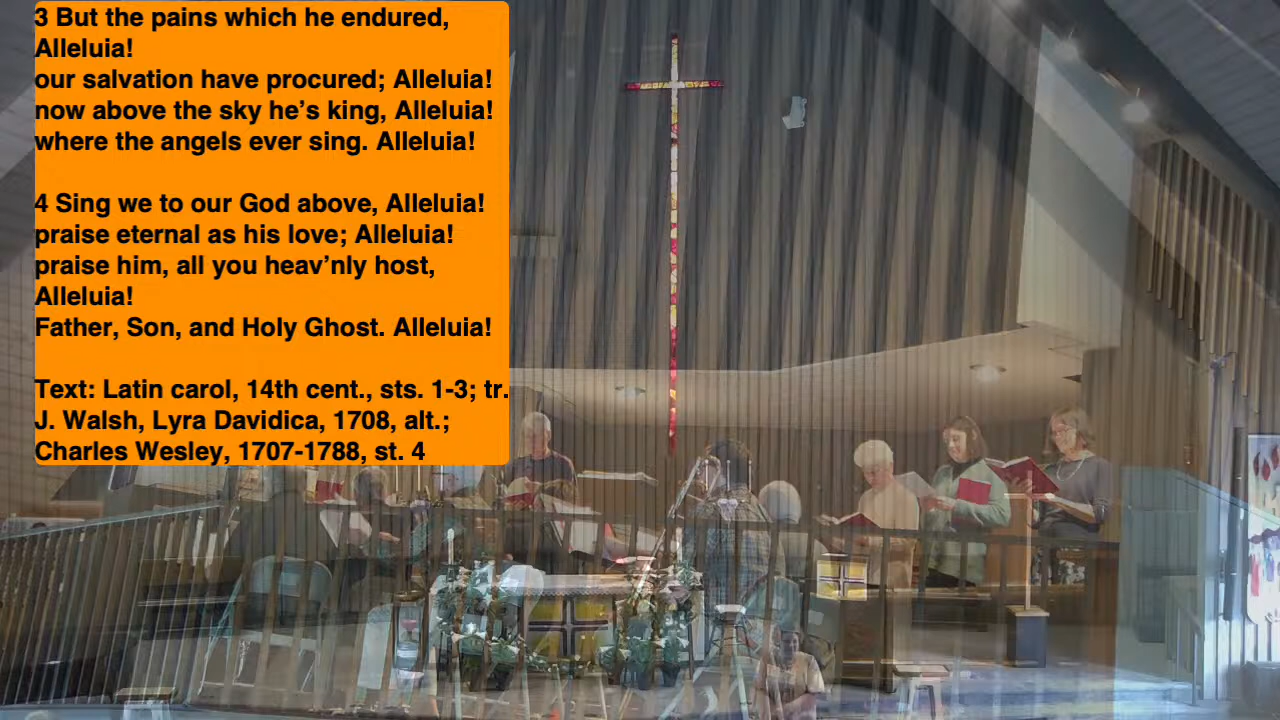 3 But the pains which he endured,
Alleluia!
our salvation have procured; Alleluia!
now above the sky he’s king, Alleluia!
where the angels ever sing. Alleluia!
4 Sing we to our God above, Alleluia!
praise eternal as his love; Alleluia!
praise him, all you heav’nly host,
Alleluia!
Father, Son, and Holy Ghost. Alleluia!
Text: Latin carol, 14th cent., sts. 1-3; tr.
J. Walsh, Lyra Davidica, 1708, alt.;
Charles Wesley, 1707-1788, st. 4